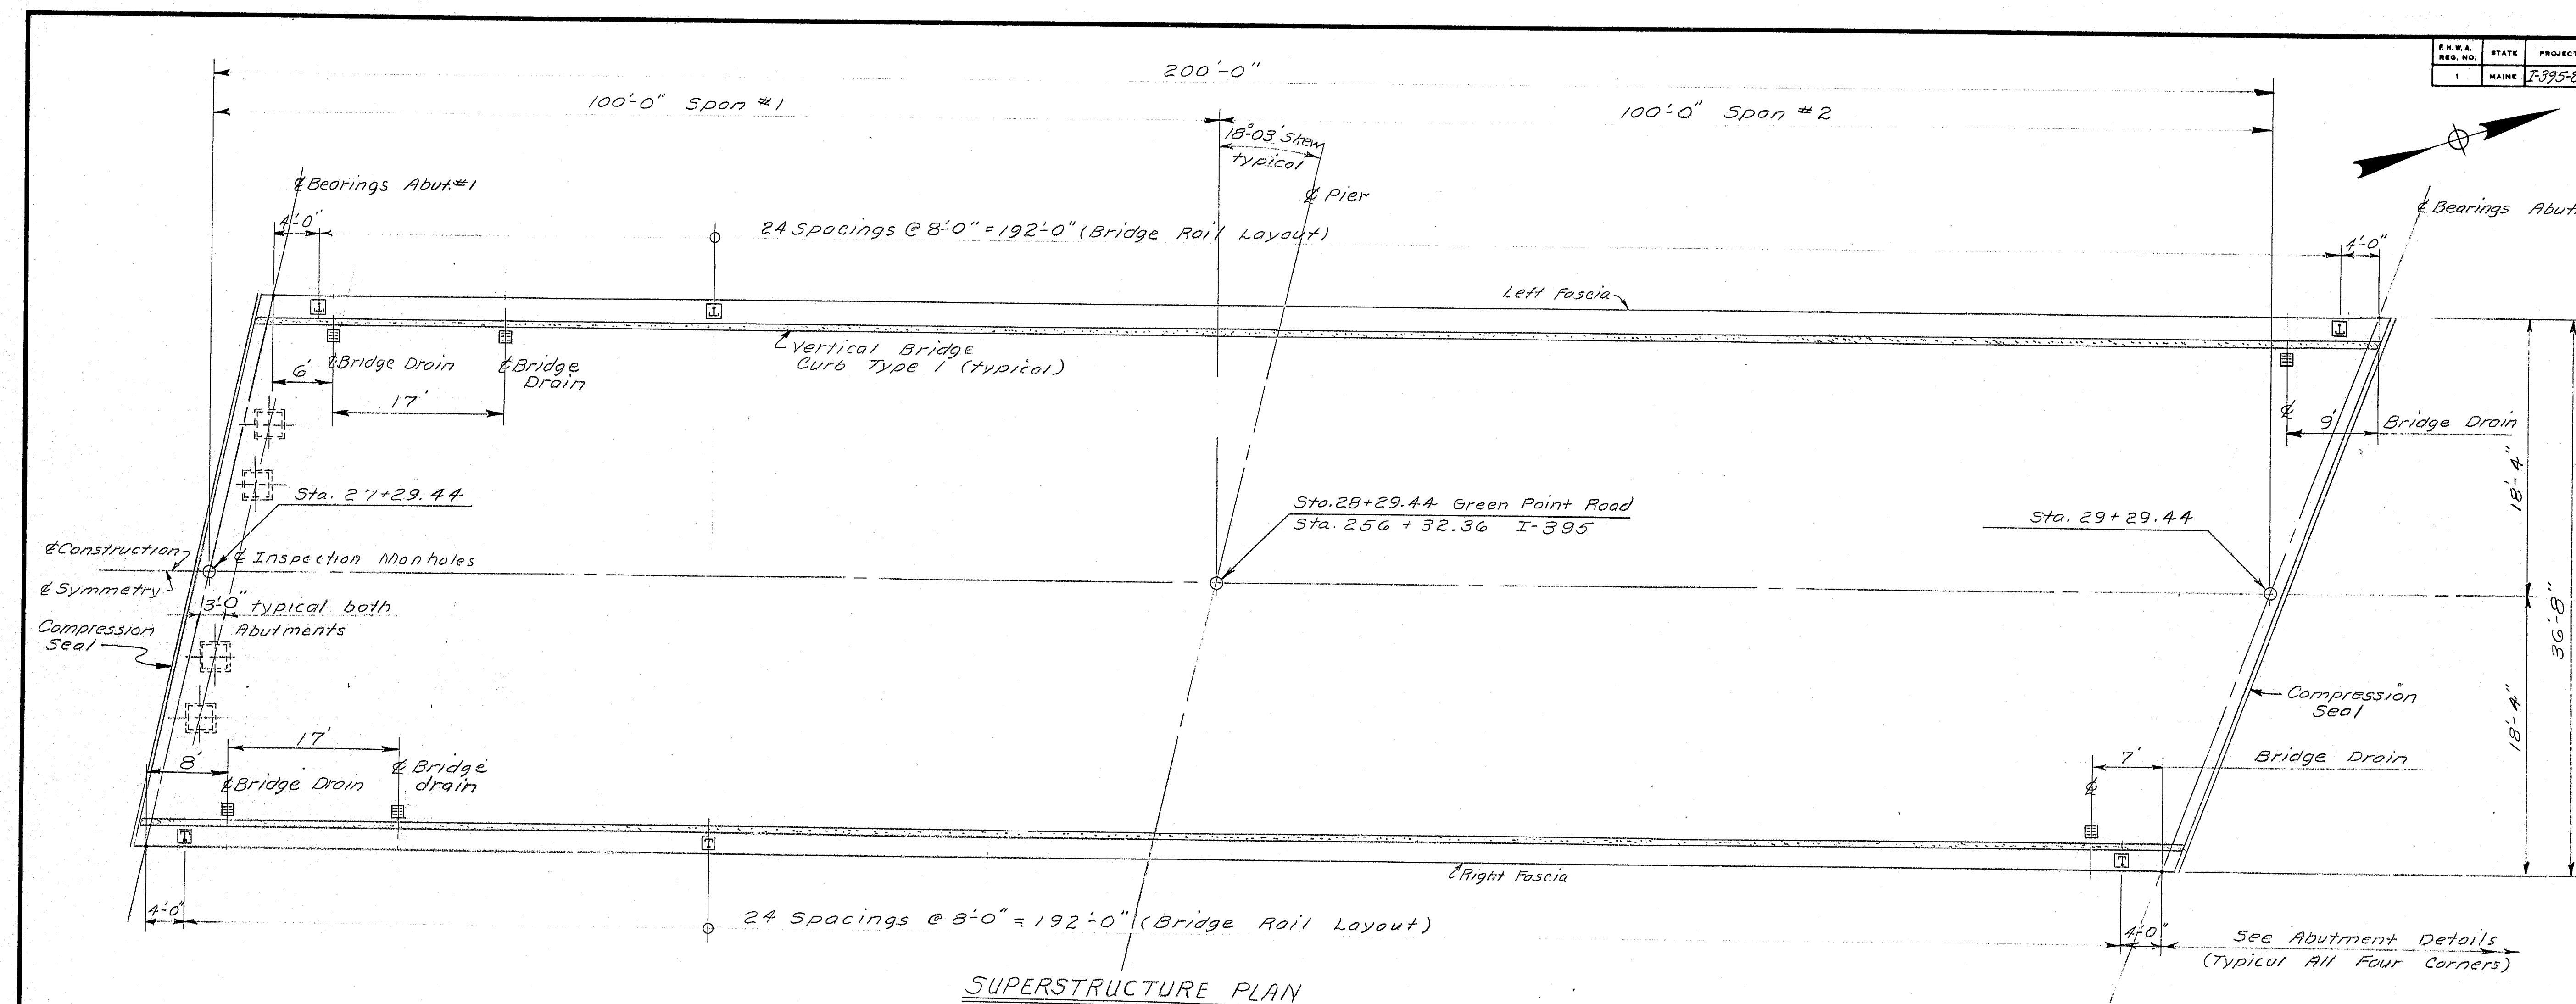 F.H.W.A. REG. NO.
STATE
PROJECT
1
MAINE
I-395-8
200'-0"
100'-0" Span #1
100'-0" Span #2
18°-03' Skew
typical
℄ Bearings Abut.#1
℄ Pier
℄ Bearings Abut.
4'-0"
24 Spacings @ 8'-0" = 192'-0" (Bridge Rail Layout)
4'-0"
Left Fascia
Vertical Bridge
Curb Type 1 (typical)
℄ Bridge Drain
℄ Bridge
Drain
6'
17'
℄
9'
Bridge Drain
18'-4"
Sta. 27+29.44
Sta. 28+29.44 Green Point Road
Sta. 256 + 32.36 I-395
Sta. 29+29.44
℄ Construction
℄ Inspection Manholes
℄ Symmetry
3'-0" typical both
Abutments
Compression
Seal
36'-8"
18'-4"
Compression
Seal
17'
8'
℄ Bridge Drain
℄ Bridge
drain
7'
℄
Bridge Drain
T
T
T
Right Fascia
4'-0"
24 Spacings @ 8'-0" = 192'-0" (Bridge Rail Layout)
4'-0"
See Abutment Details
(Typical All Four Corners)
SUPERSTRUCTURE PLAN